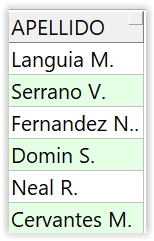 APELLIDO
Languia M.
Serrano V.
Fernandez N..
Domin S.
Neal R.
Cervantes M.